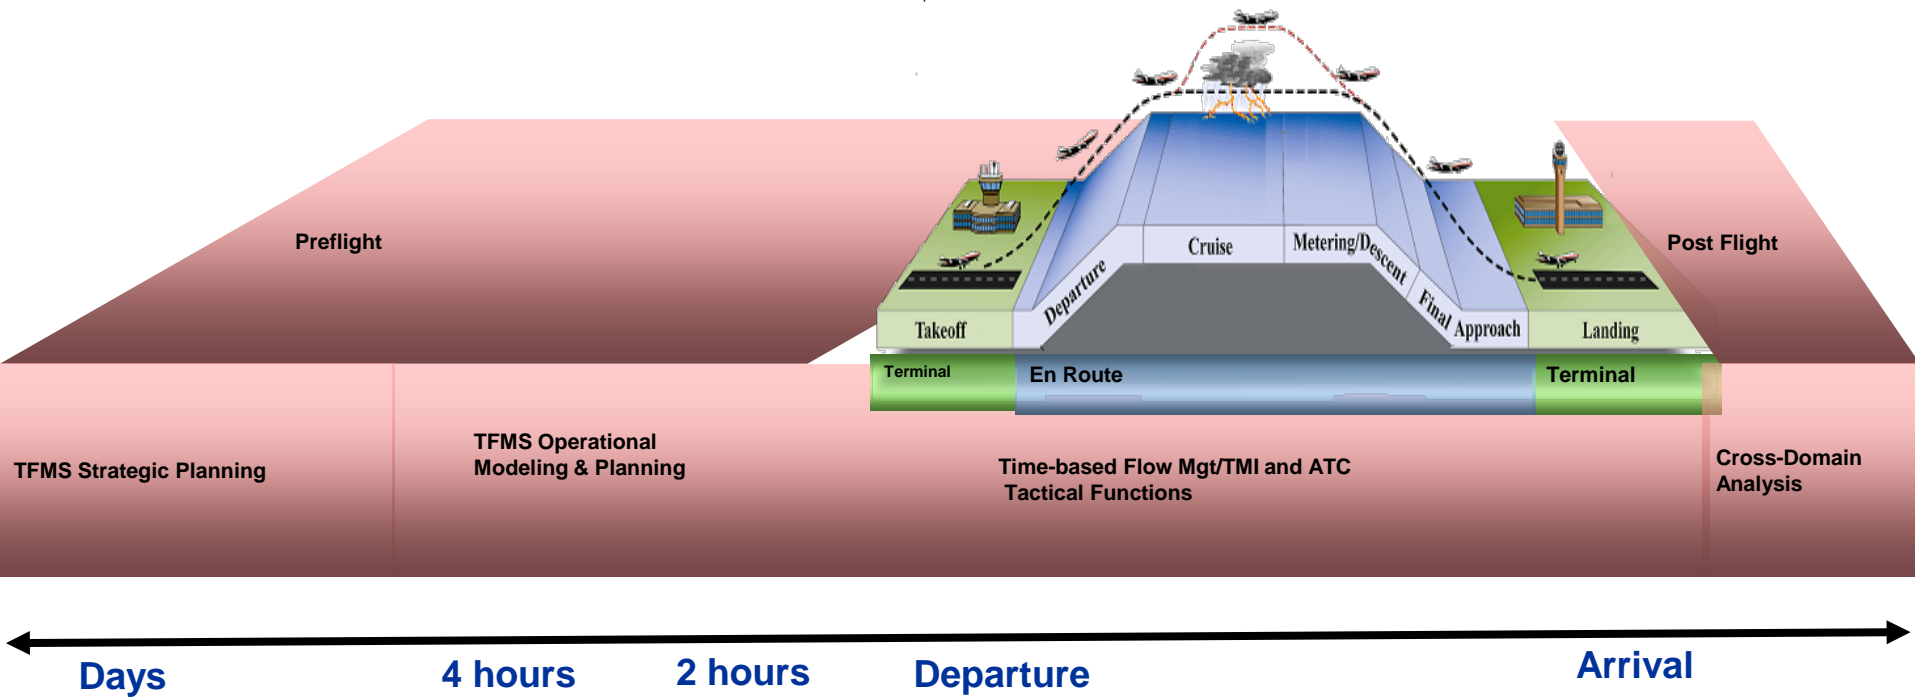 Preflight
Post Flight
Takeoff
Departure
Cruise
Metering/Descent
Final Approach
Landing
Terminal
En Route
Terminal
TFMS Strategic Planning
TFMS Operational
Modeling & Planning
Time-based Flow Mgt/TMI and ATC
Tactical Functions
Cross-Domain
Analysis
Days
4 hours
2 hours
Departure
Arrival